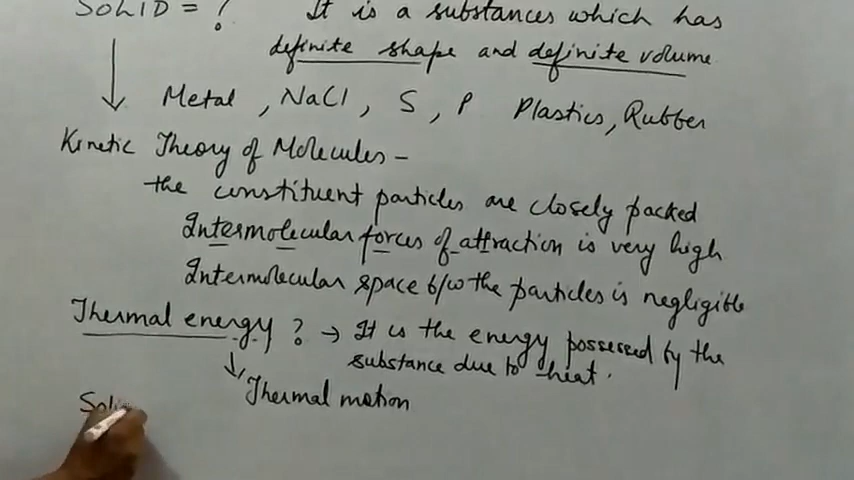 SOLID = ? It is a substances which has
definite shape and definite volume
Metal, NaCl, S, P Plastics, Rubber
Kinetic Theory of Molecules -
the constituent particles are closely packed
Intermolecular forces of attraction is very high
Intermolecular space b/w the particles is negligible
Thermal energy ? → It is the energy possessed by the
substance due to heat.
Thermal motion
Soli